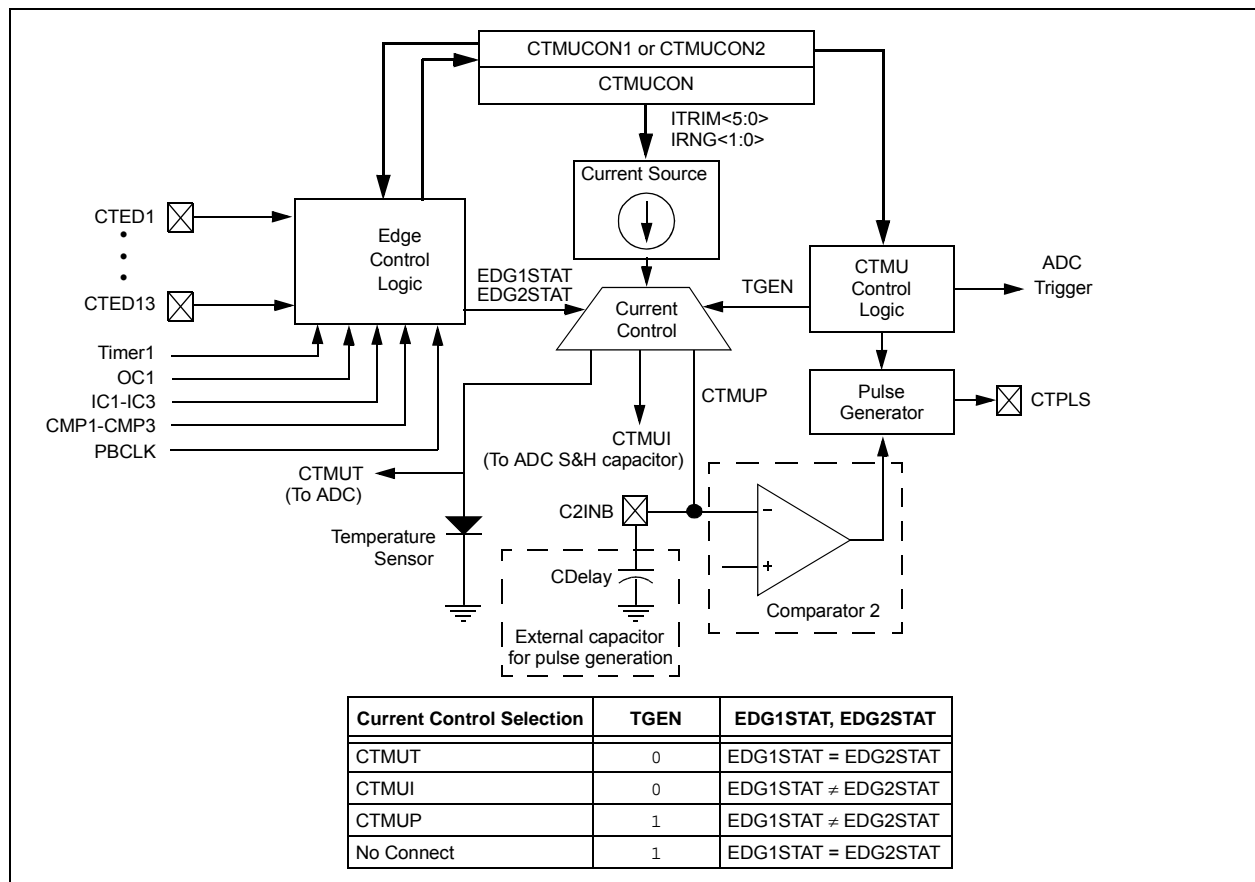 CTMUCON1 or CTMUCON2
CTMUCON
ITRIM<5:0>
IRNG<1:0>
Current Source
CTED1
CTED13
Edge
Control
Logic
EDG1STAT
EDG2STAT
Current
Control
TGEN
CTMU
Control
Logic
ADC
Trigger
Timer1
OC1
IC1-IC3
CMP1-CMP3
PBCLK
CTMUP
Pulse
Generator
CTPLS
CTMUT
(To ADC)
CTMUI
(To ADC S&H capacitor)
C2INB
Temperature
Sensor
CDelay
−
+
Comparator 2
External capacitor
for pulse generation
Current Control Selection TGEN EDG1STAT, EDG2STAT
CTMUT 0 EDG1STAT = EDG2STAT
CTMUI 0 EDG1STAT ≠ EDG2STAT
CTMUP 1 EDG1STAT ≠ EDG2STAT
No Connect 1 EDG1STAT = EDG2STAT